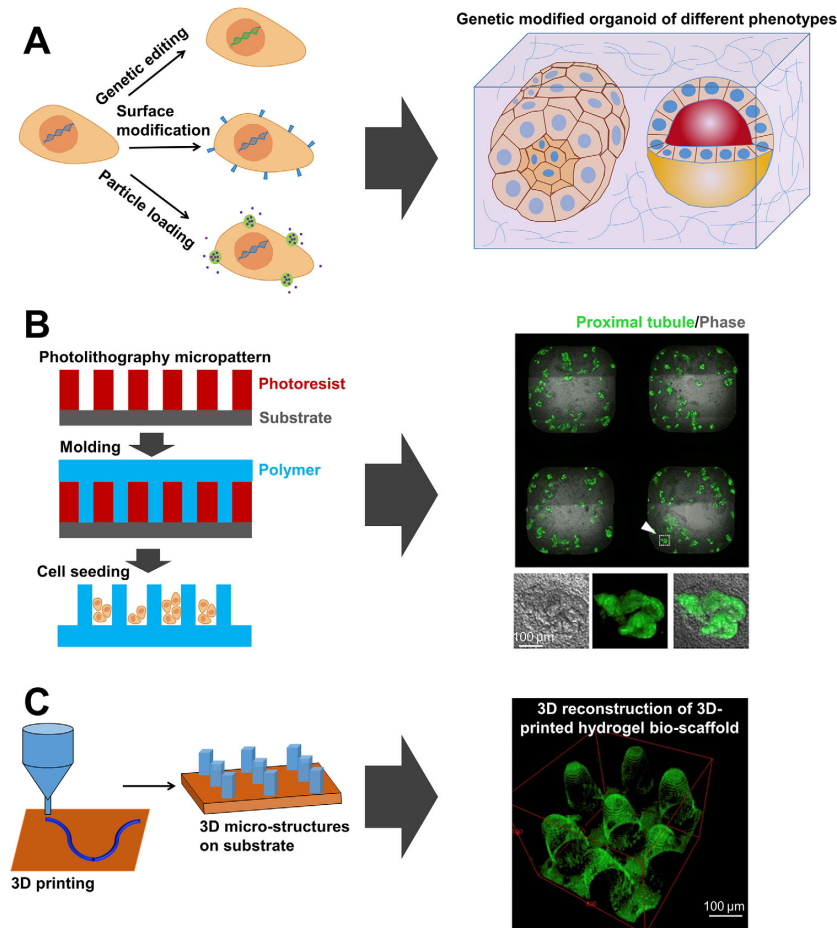 A
Genetic editing
Surface
modification
Particle loading
Genetic modified organoid of different phenotypes
B
Photolithography micropattern
Photoresist
Substrate
Molding
Polymer
Cell seeding
Proximal tubule/Phase
100 μm
C
3D printing
3D micro-structures
on substrate
3D reconstruction of 3D-
printed hydrogel bio-scaffold
100 μm